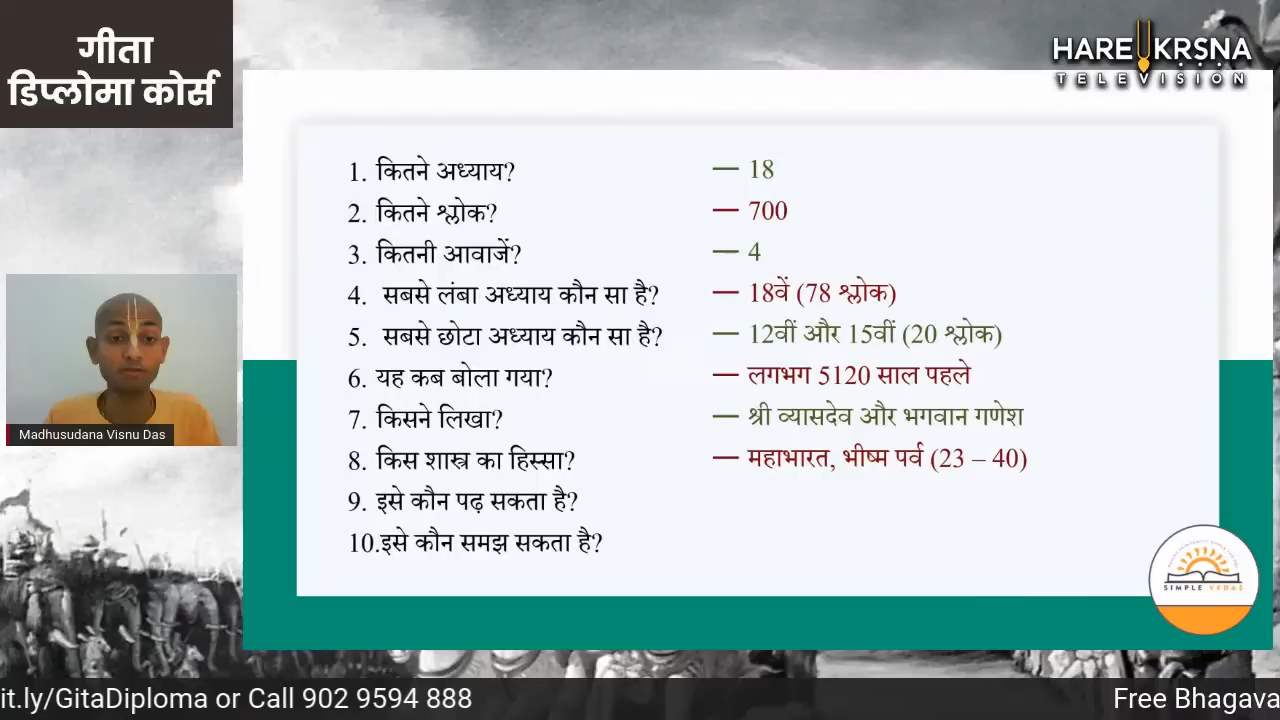 गीता
डिप्लोमा कोर्स
HARE KRSNA
TELEVISION
1. कितने अध्याय? — 18
2. कितने श्लोक? — 700
3. कितनी आवाजें? — 4
4. सबसे लंबा अध्याय कौन सा है? — 18वें (78 श्लोक)
5. सबसे छोटा अध्याय कौन सा है? — 12वीं और 15वीं (20 श्लोक)
6. यह कब बोला गया? — लगभग 5120 साल पहले
7. किसने लिखा? — श्री व्यासदेव और भगवान गणेश
8. किस शास्त्र का हिस्सा? — महाभारत, भीष्म पर्व (23 – 40)
9. इसे कौन पढ़ सकता है?
10.इसे कौन समझ सकता है?
Madhusudana Visnu Das
SIMPLE VEDAS
it.ly/GitaDiploma or Call 902 9594 888 Free Bhagava